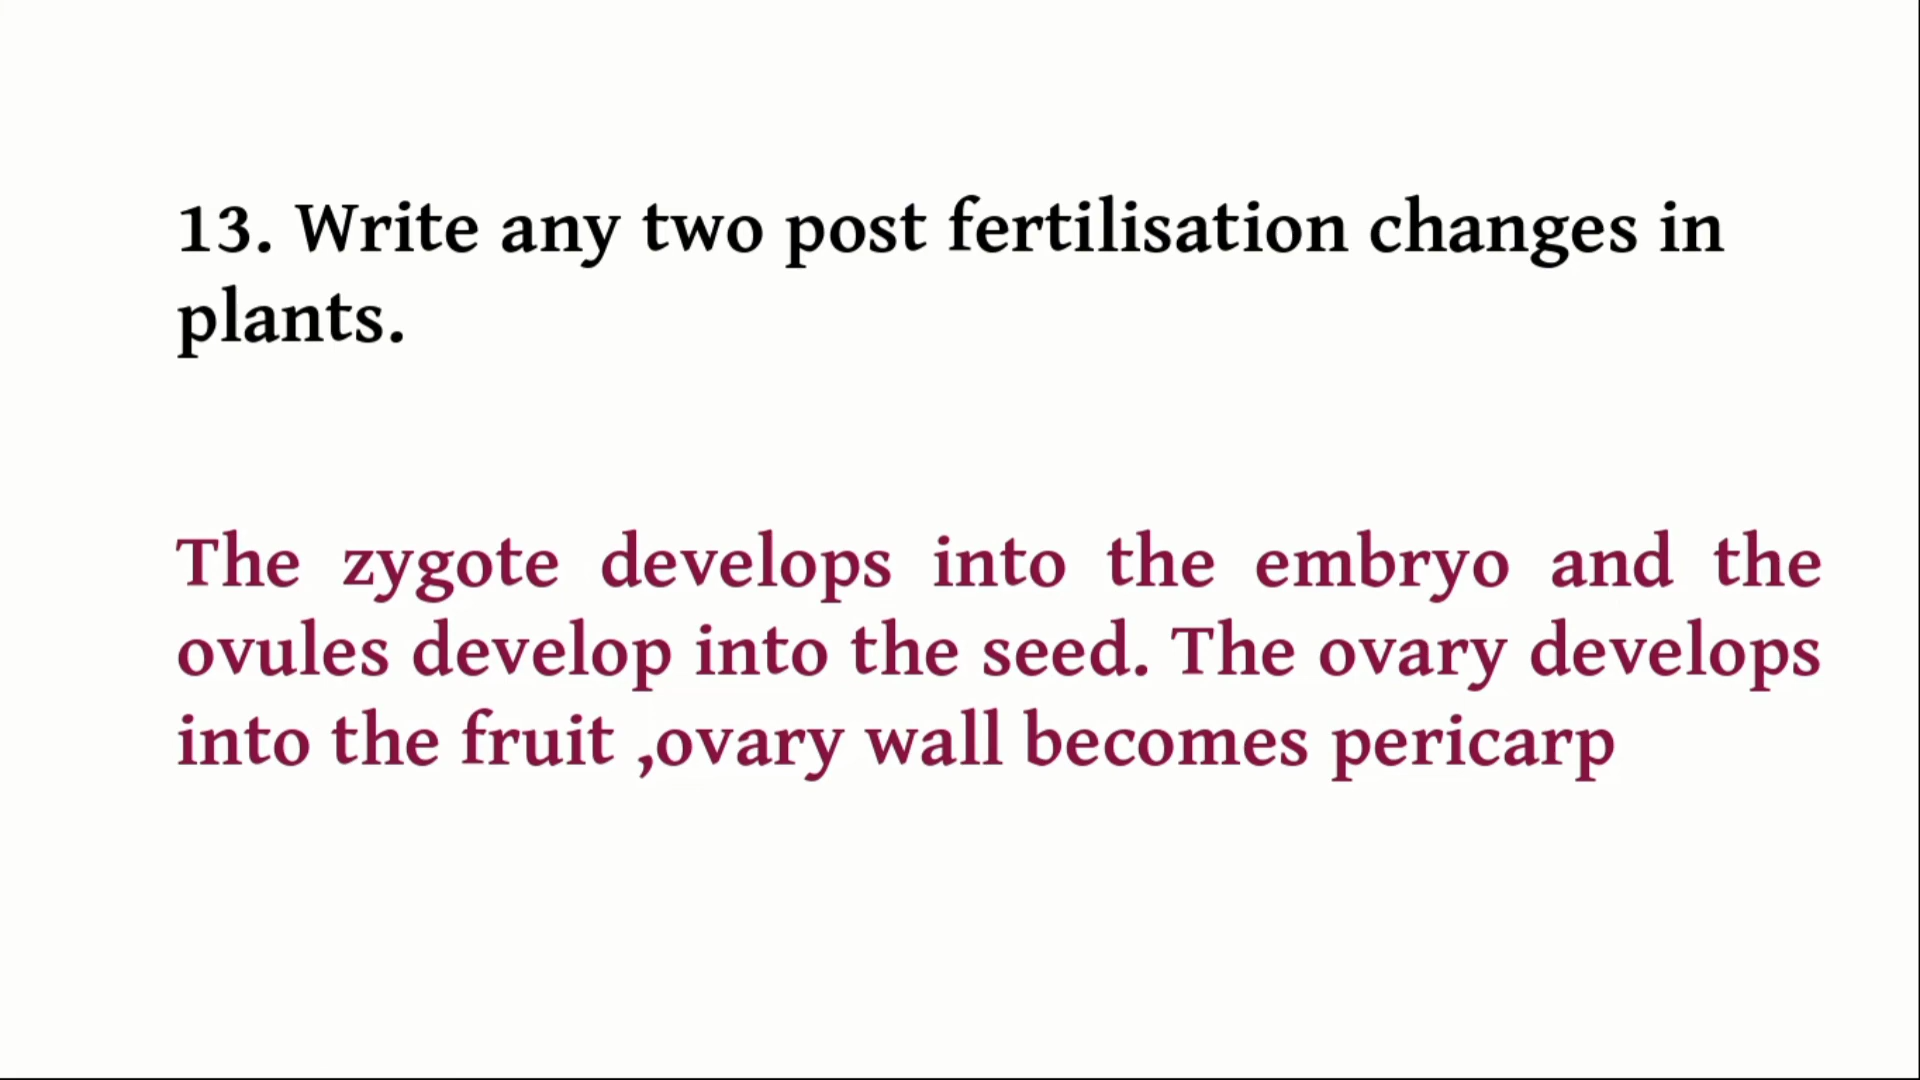 13. Write any two post fertilisation changes in
plants.
The zygote develops into the embryo and the
ovules develop into the seed. The ovary develops
into the fruit ,ovary wall becomes pericarp